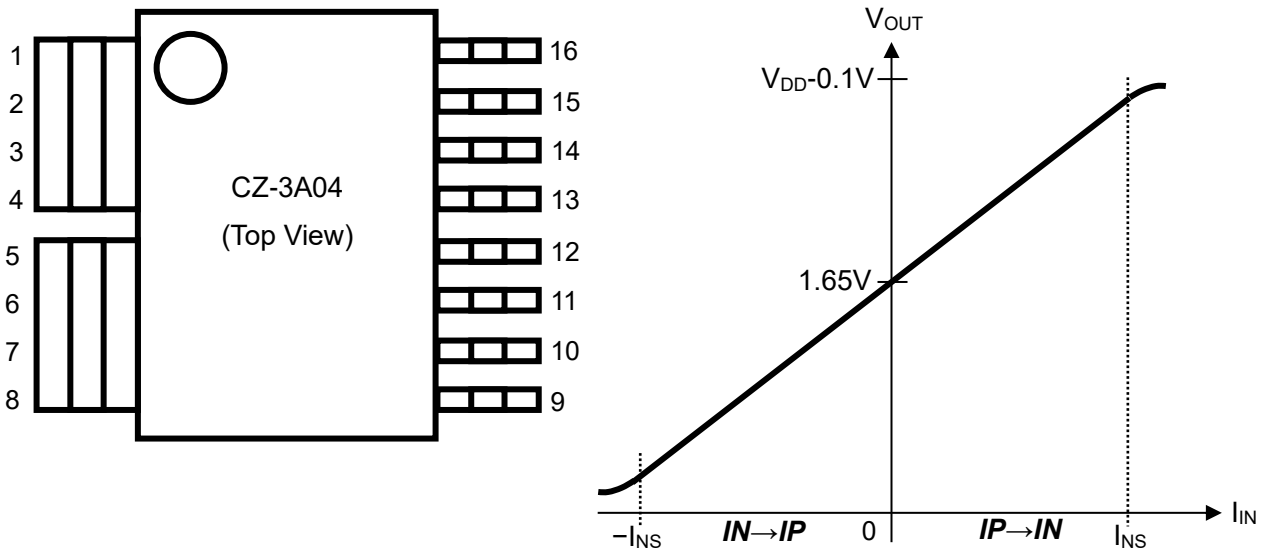 1
2
3
4
5
6
7
8
CZ-3A04
(Top View)
16
15
14
13
12
11
10
9
VOUT
VDD-0.1V
1.65V
−INS
IN→IP
0
IP→IN
INS
IIN